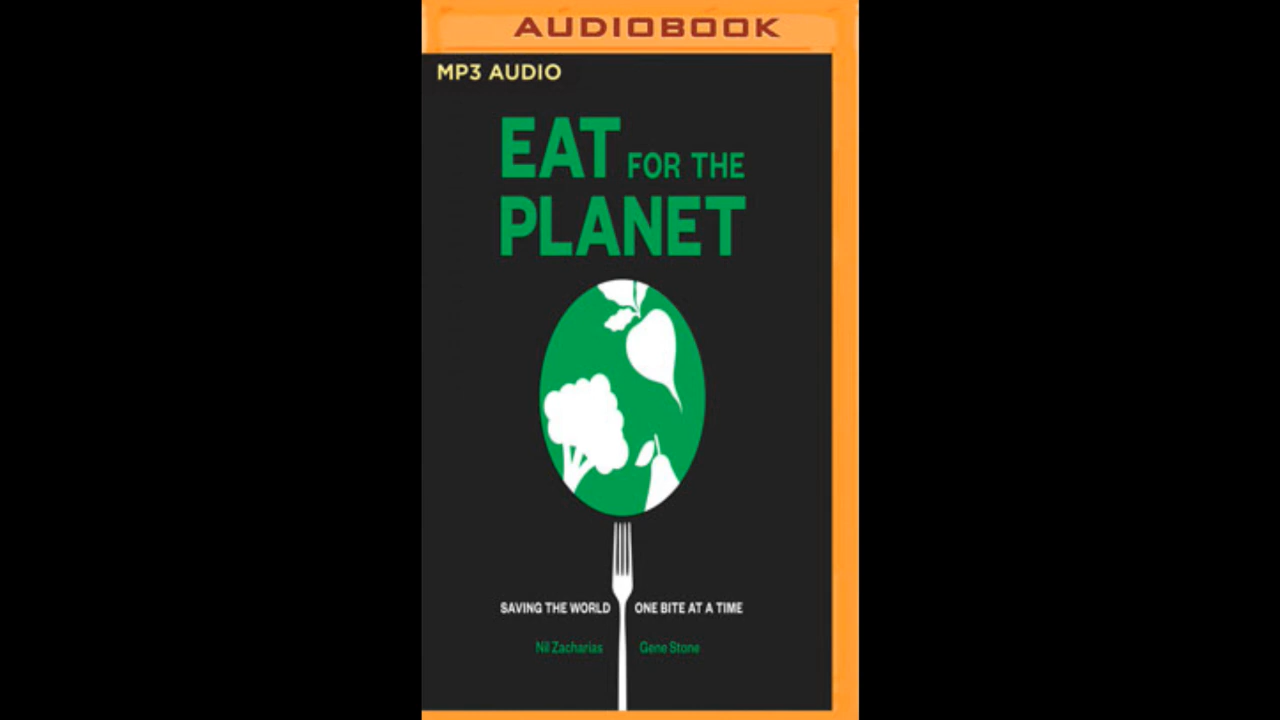 AUDIOBOOK
MP3 AUDIO
EAT FOR THE
PLANET
SAVING THE WORLD ONE BITE AT A TIME
Nil Zacharias Gene Stone